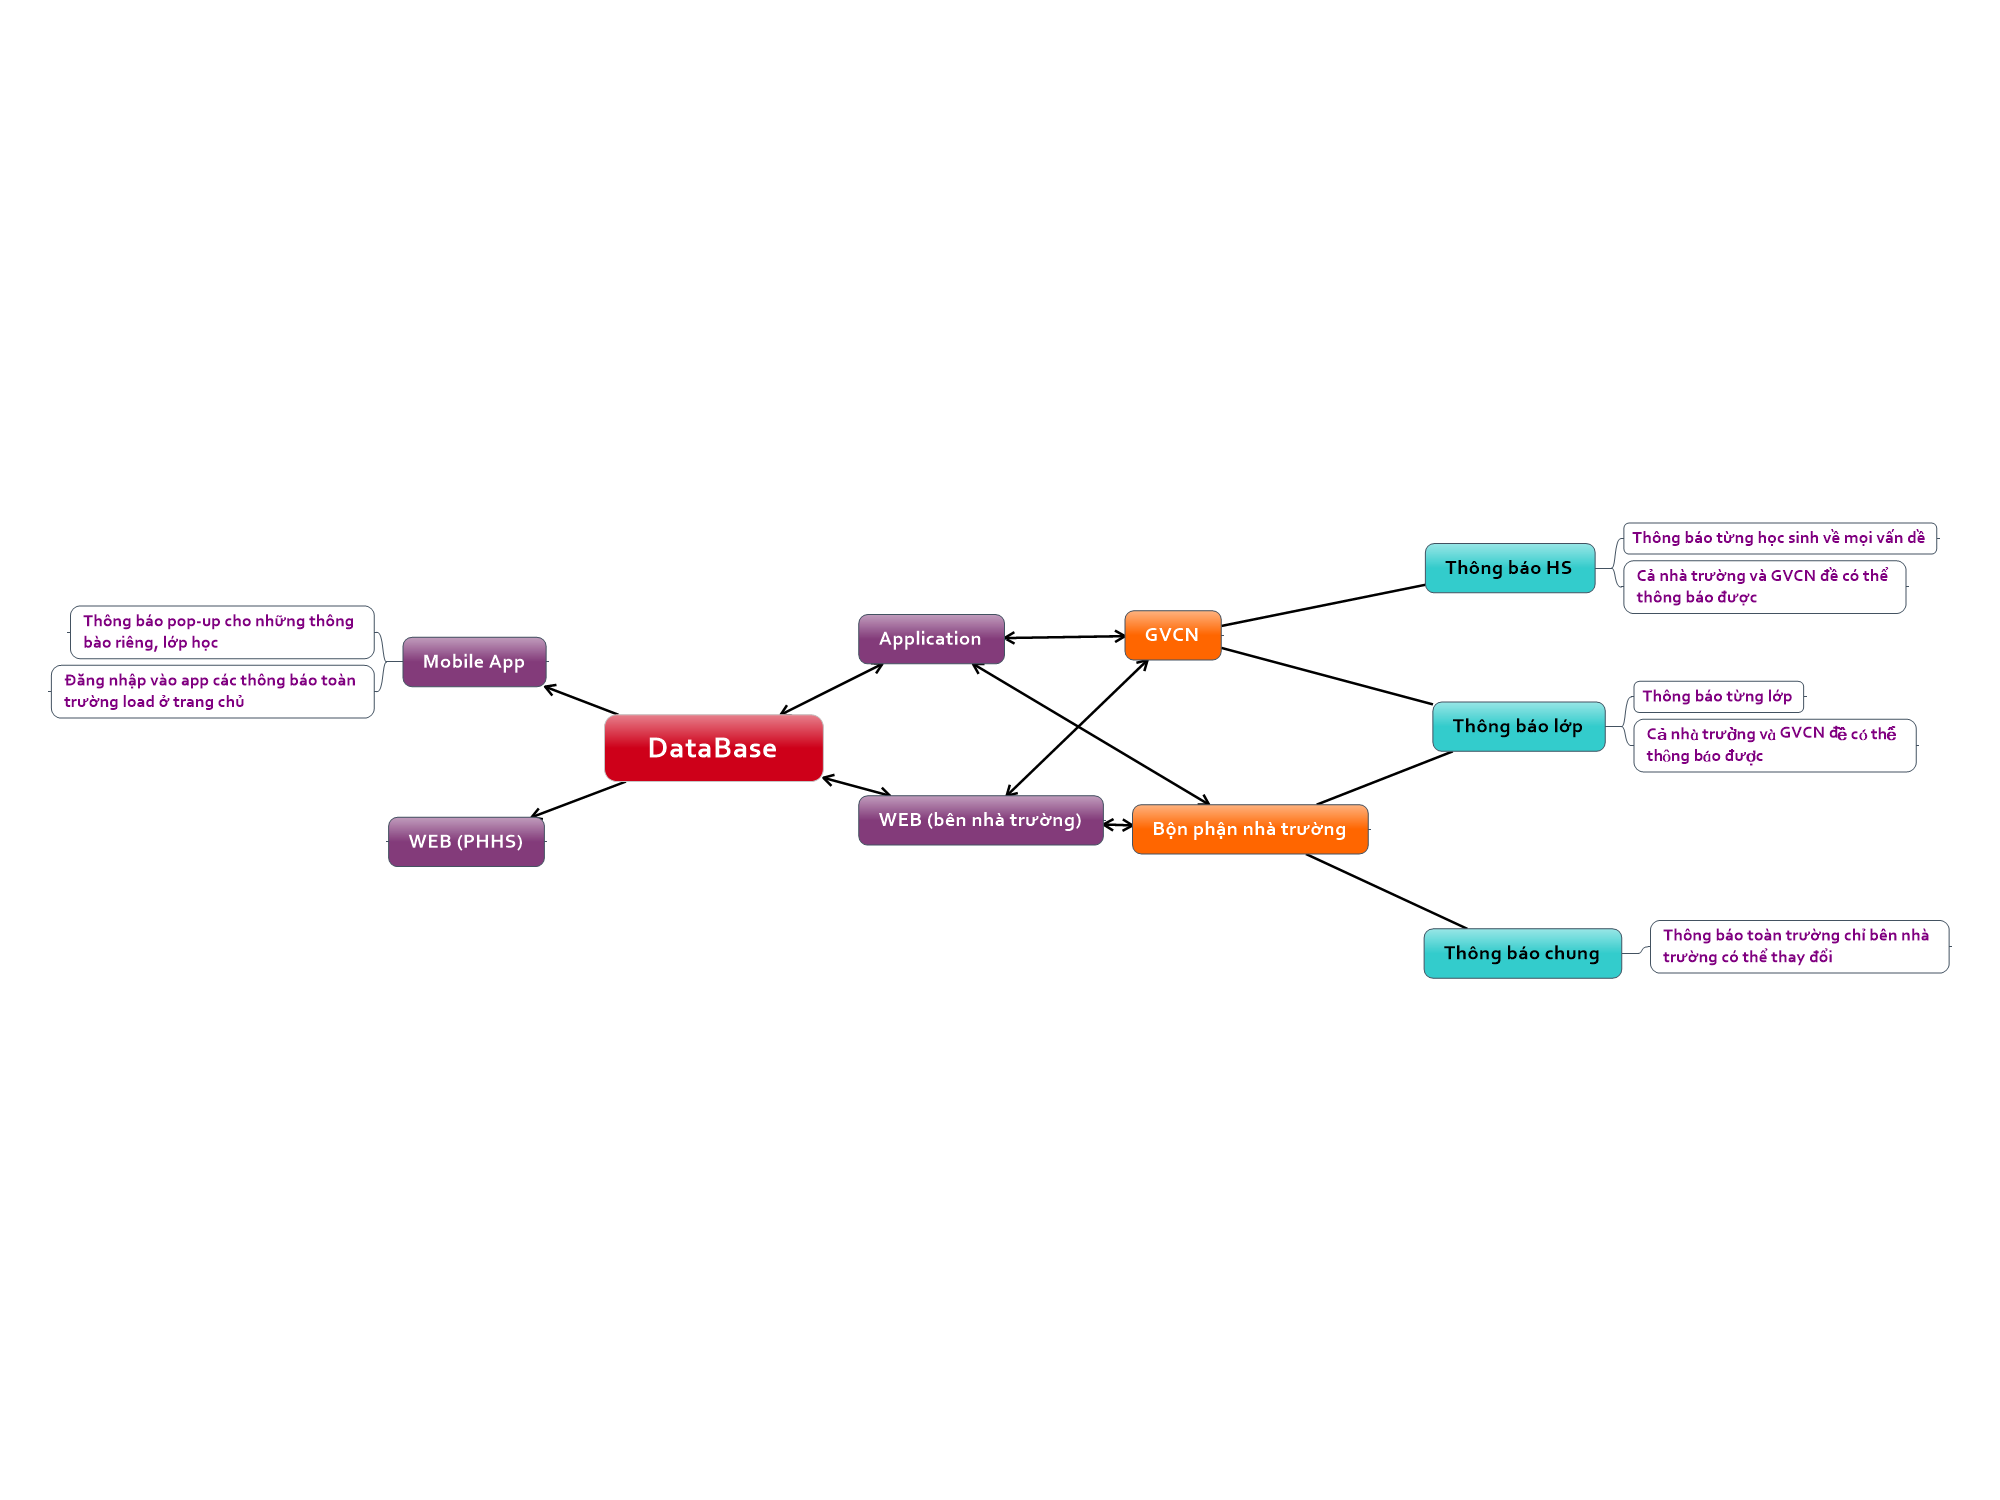 Thông báo pop-up cho những thông
bào riêng, lớp học
Đăng nhập vào app các thông báo toàn
trường load ở trang chủ
Mobile App
DataBase
WEB (PHHS)
Application
WEB (bên nhà trường)
GVCN
Bộn phận nhà trường
Thông báo HS
Thông báo từng học sinh về mọi vấn dề
Cả nhà trường và GVCN đề có thể
thông báo được
Thông báo lớp
Thông báo từng lớp
Cả nhà trường và GVCN đề có thể
thông báo được
Thông báo chung
Thông báo toàn trường chỉ bên nhà
trường có thể thay đổi